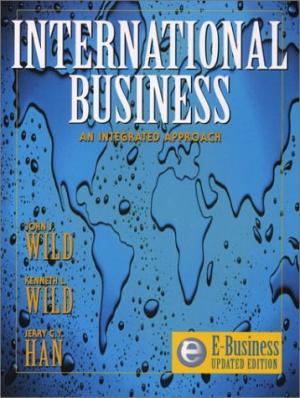 INTERNATIONAL
BUSINESS
AN INTEGRATED APPROACH
JOHN J.
WILD
KENNETH L.
WILD
JERRY C.Y.
HAN
e
E-Business
UPDATED EDITION